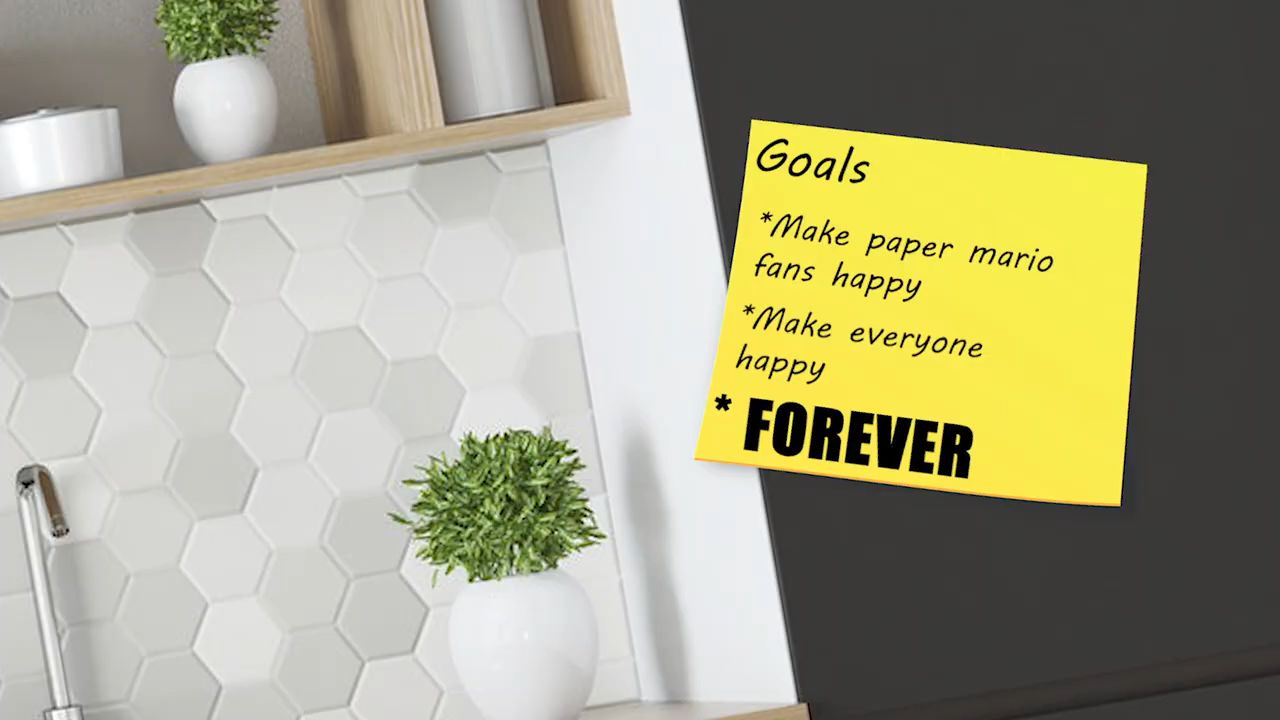 Goals
*Make paper mario
fans happy
*Make everyone
happy
* FOREVER